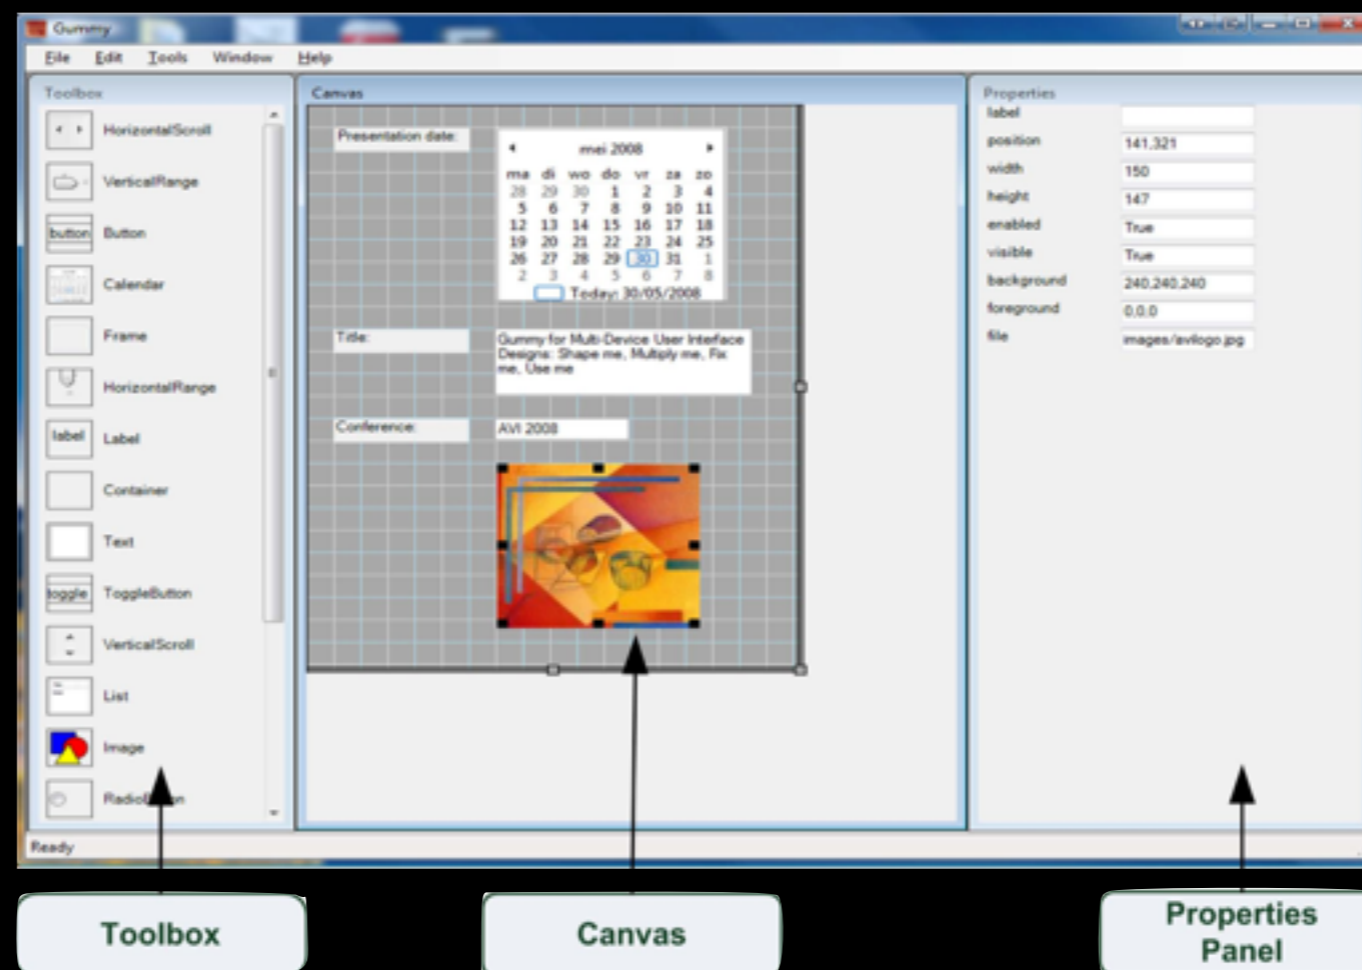 Gummy
File Edit Tools Window Help
Toolbox
HorizontalScroll
VerticalRange
button Button
Calendar
Frame
HorizontalRange
label Label
Container
Text
toggle ToggleButton
VerticalScroll
List
Image
Ready
Canvas
Presentation date:
mei 2008
ma di wo do vr za zo
28 29 30 1 2 3 4
5 6 7 8 9 10 11
12 13 14 15 16 17 18
19 20 21 22 23 24 25
26 27 28 29 30 31 1
2 3 4 5 6 7 8
Today: 30/05/2008
Title:
Gummy for Multi-Device User Interface
Designs: Shape me, Multiply me, Fix
me, Use me
Conference: AVI 2008
Properties
label
position 141,321
width 150
height 147
enabled True
visible True
background 240,240,240
foreground 0,0,0
file images/avilogo.jpg
Toolbox
Canvas
Properties
Panel